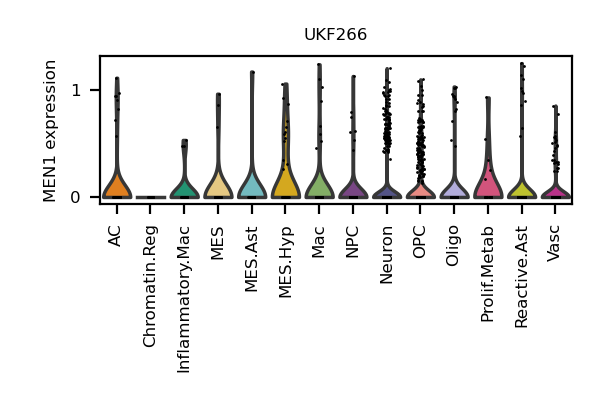 UKF266
MEN1 expression
1
0
AC
Chromatin.Reg
Inflammatory.Mac
MES
MES.Ast
MES.Hyp
Mac
NPC
Neuron
OPC
Oligo
Prolif.Metab
Reactive.Ast
Vasc